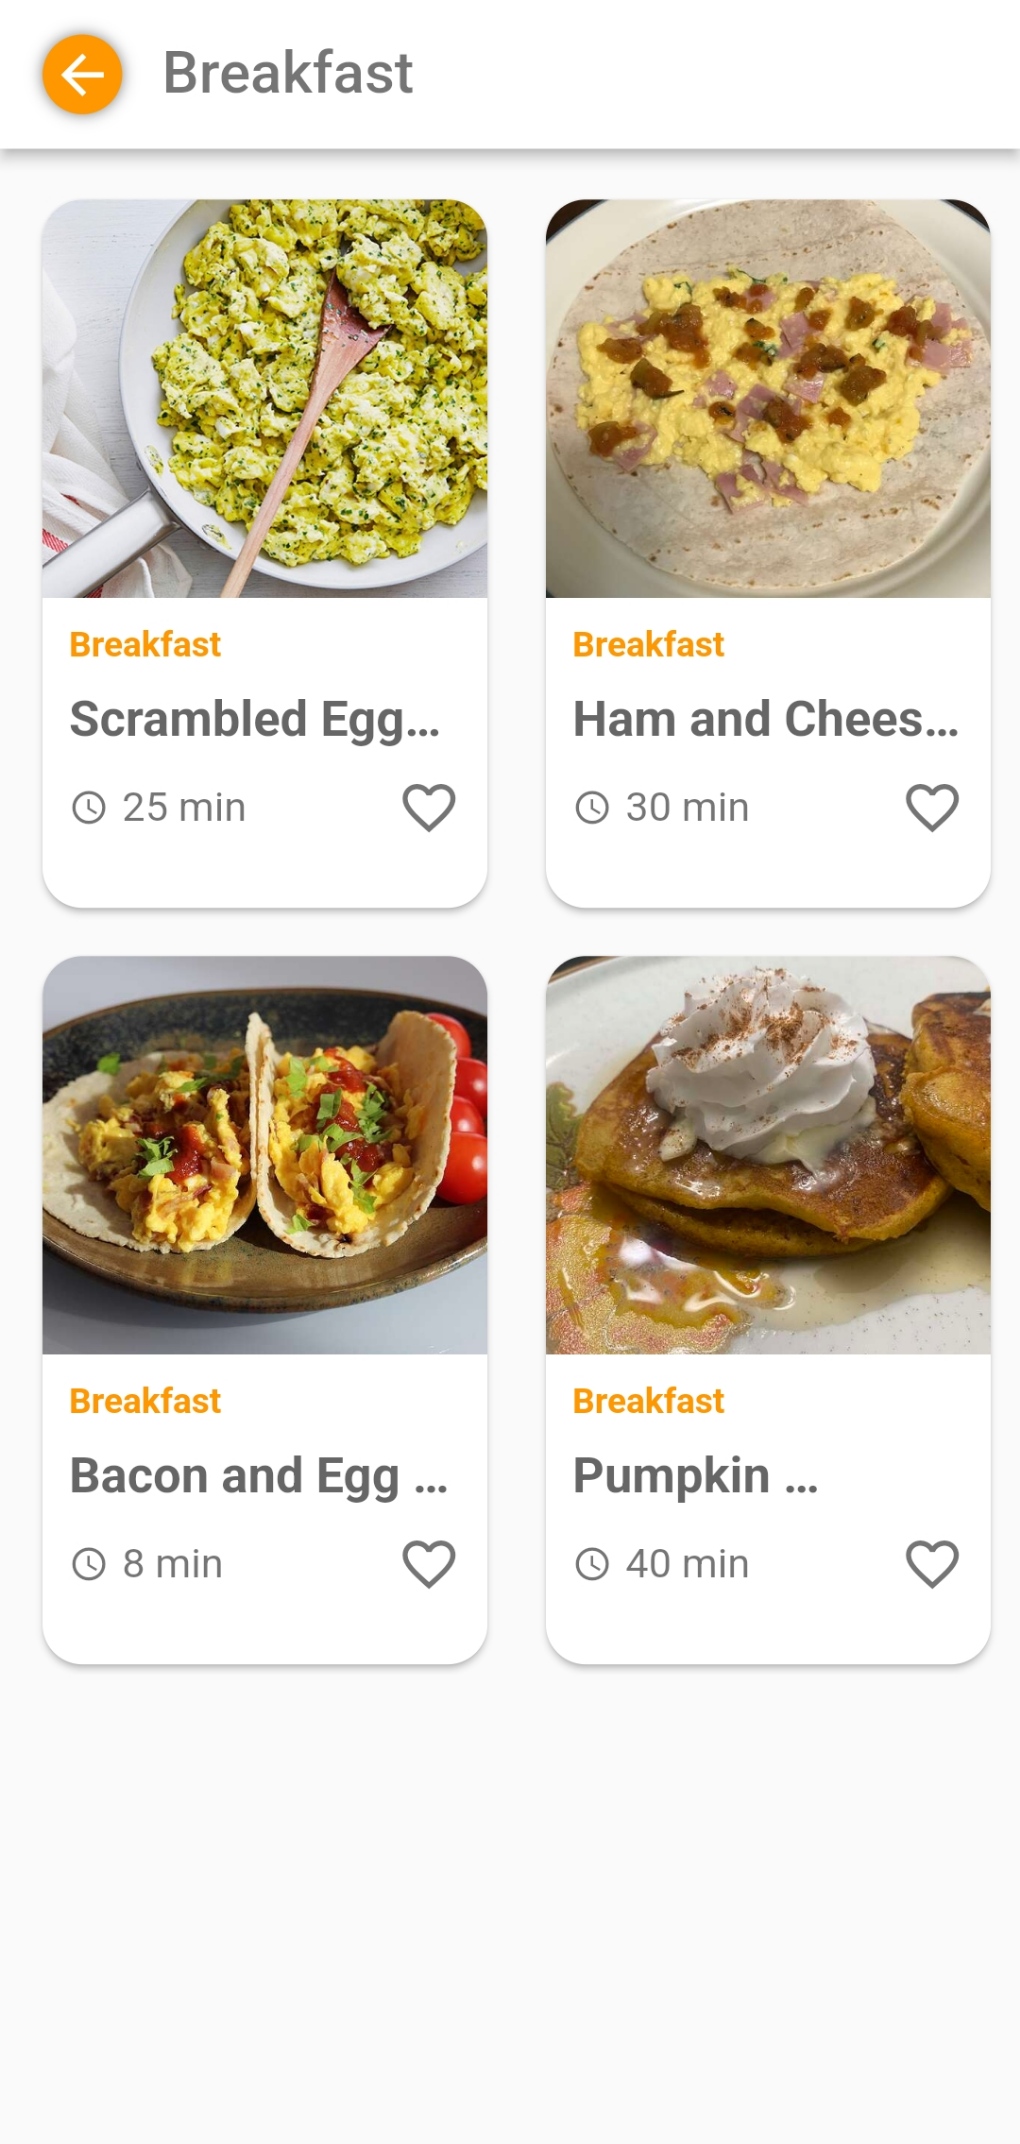 Breakfast
Breakfast
Scrambled Egg...
25 min
Breakfast
Ham and Chees...
30 min
Breakfast
Bacon and Egg ...
8 min
Breakfast
Pumpkin ...
40 min